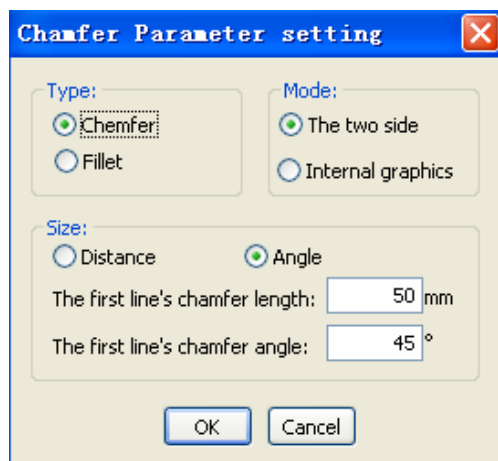 Chamfer Parameter setting
Type:
Chemfer
Fillet
Mode:
The two side
Internal graphics
Size:
Distance Angle
The first line's chamfer length: 50 mm
The first line's chamfer angle: 45 °
OK Cancel